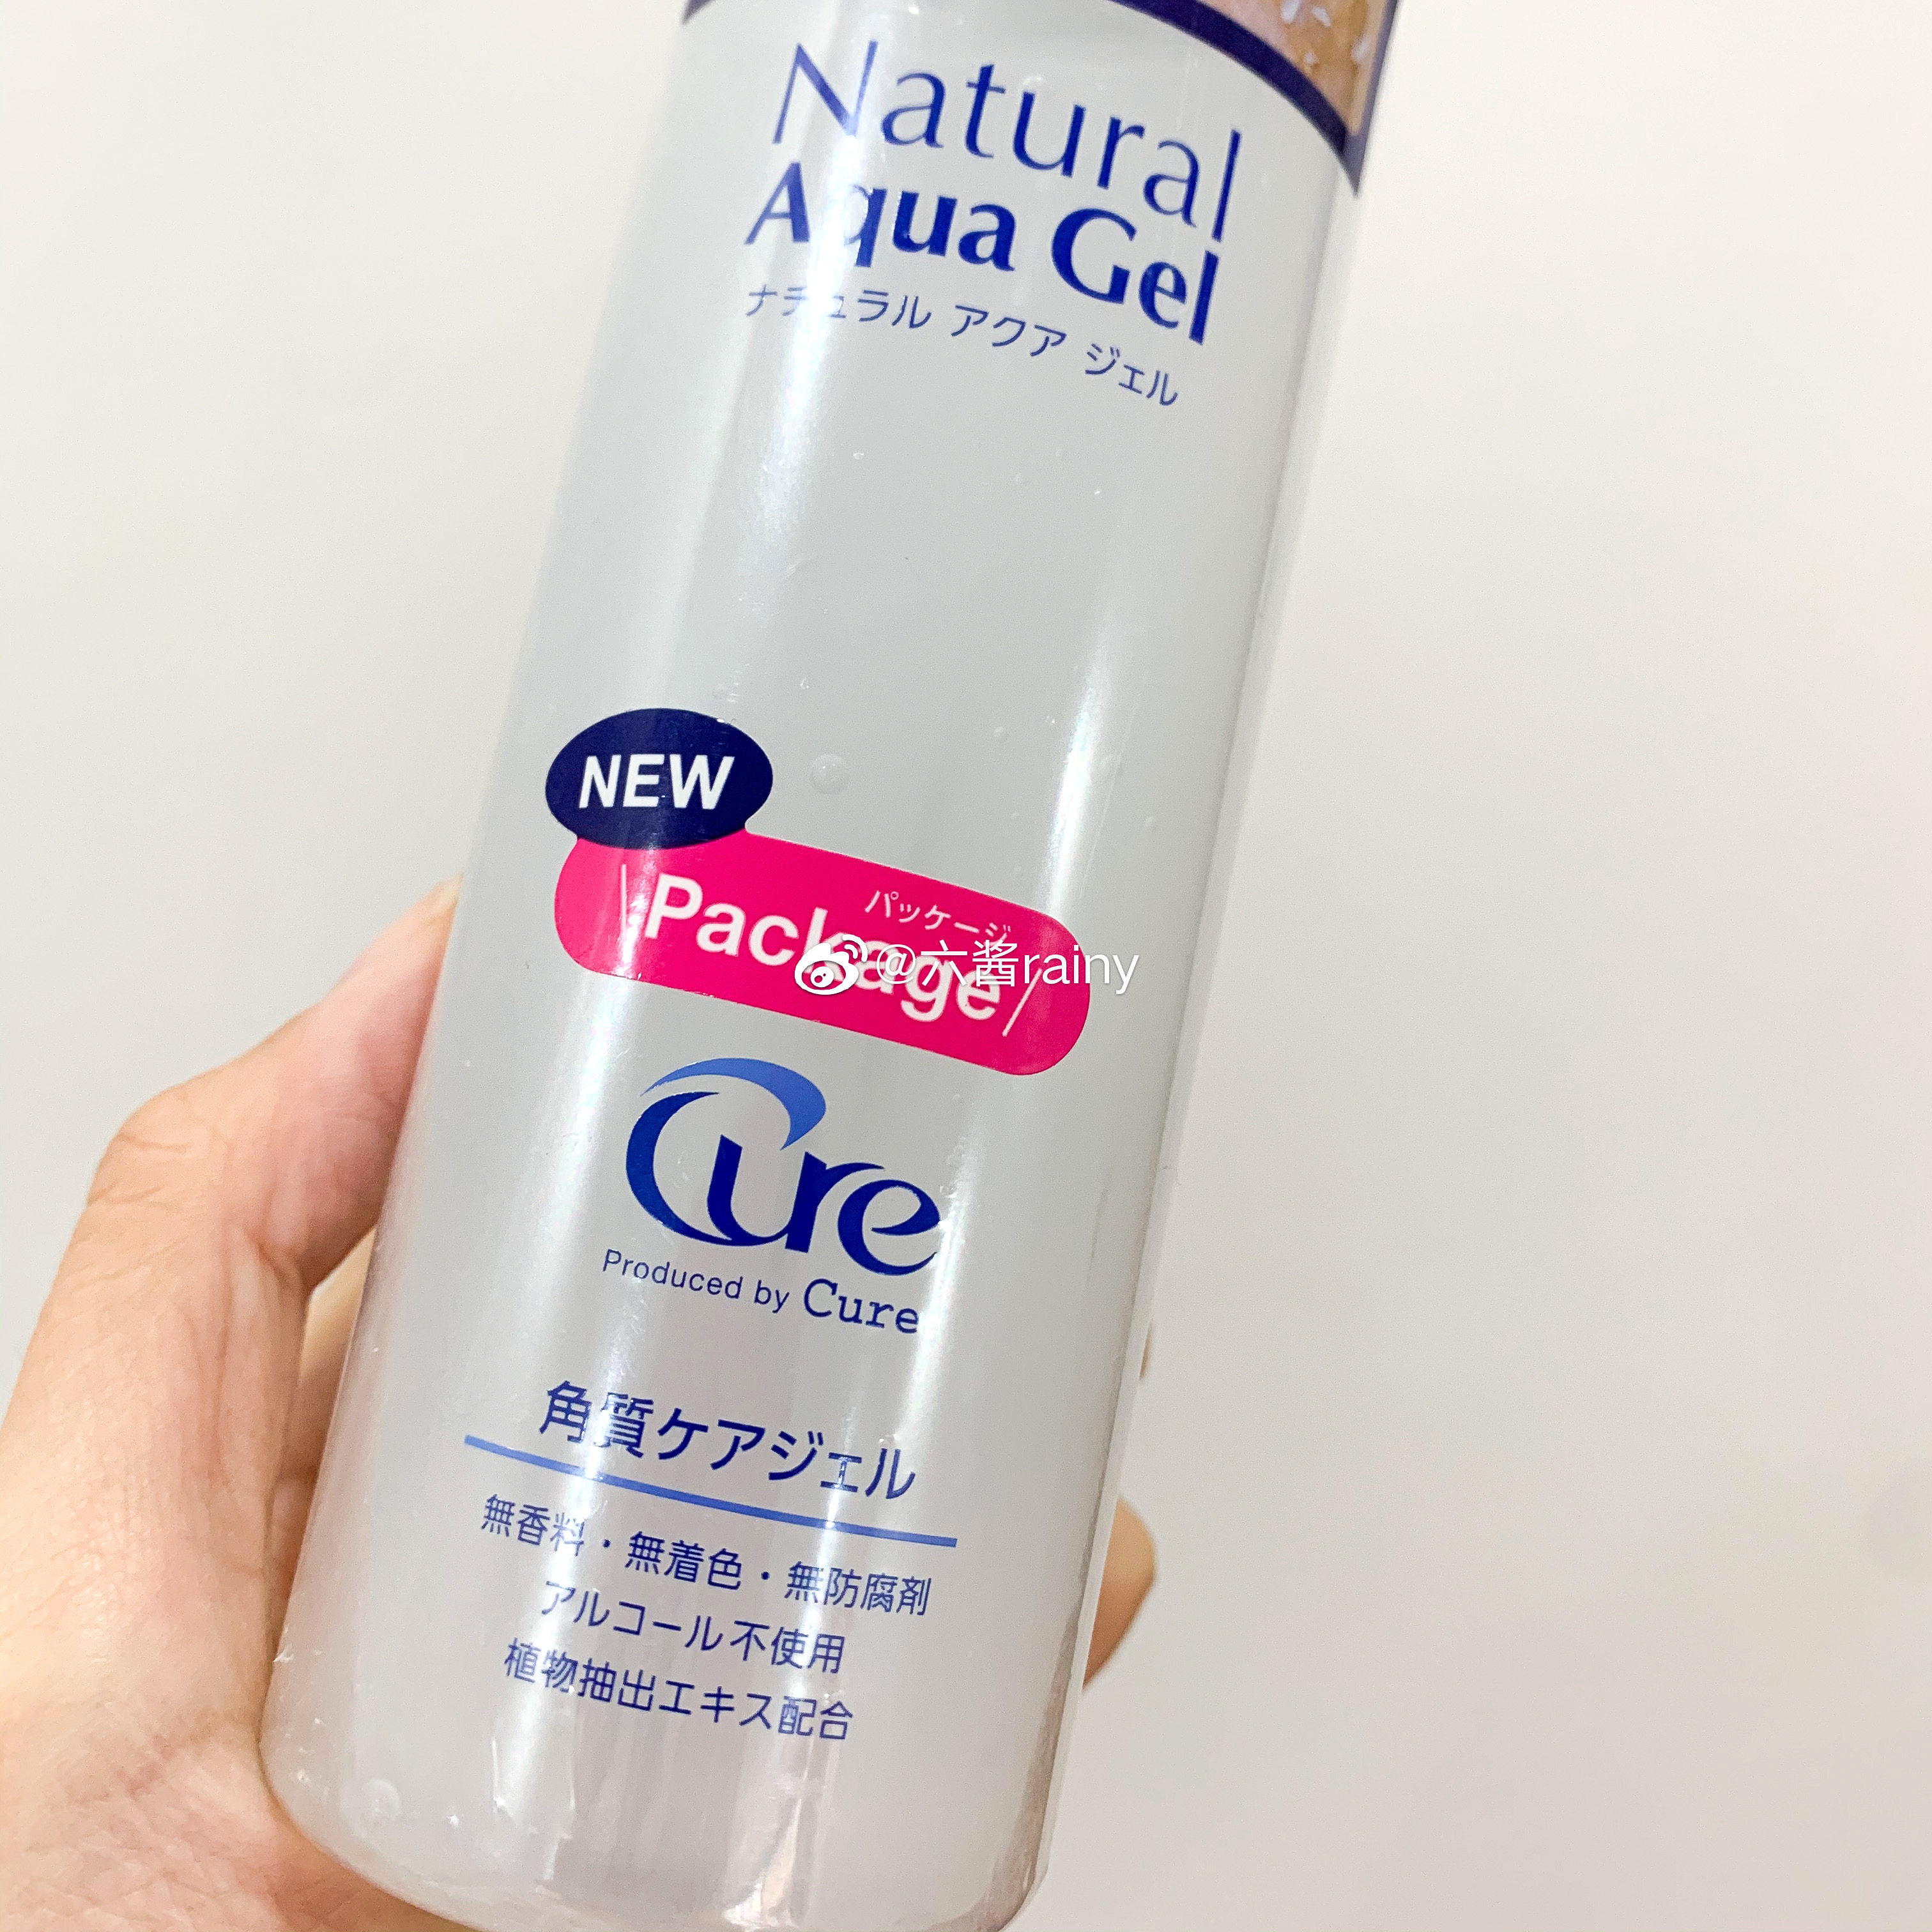 Natural
Aqua Gel
ナチュラル アクア ジェル
NEW
パッケージ
Package
@六酱rainy
Cure
Produced by Cure
角質ケアジェル
無香料・無着色・無防腐剤
アルコール不使用
植物抽出エキス配合